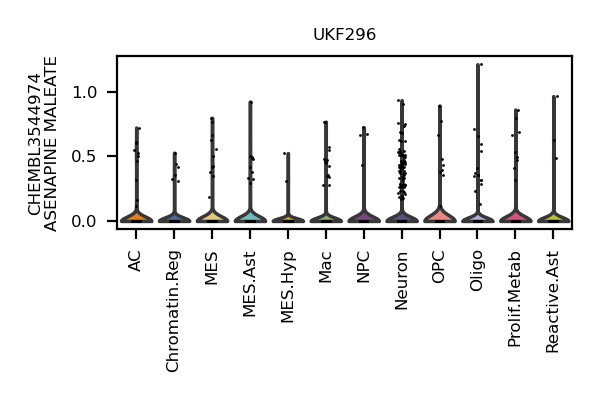 UKF296
CHEMBL3544974
ASENAPINE MALEATE
1.0
0.5
0.0
AC
Chromatin.Reg
MES
MES.Ast
MES.Hyp
Mac
NPC
Neuron
OPC
Oligo
Prolif.Metab
Reactive.Ast